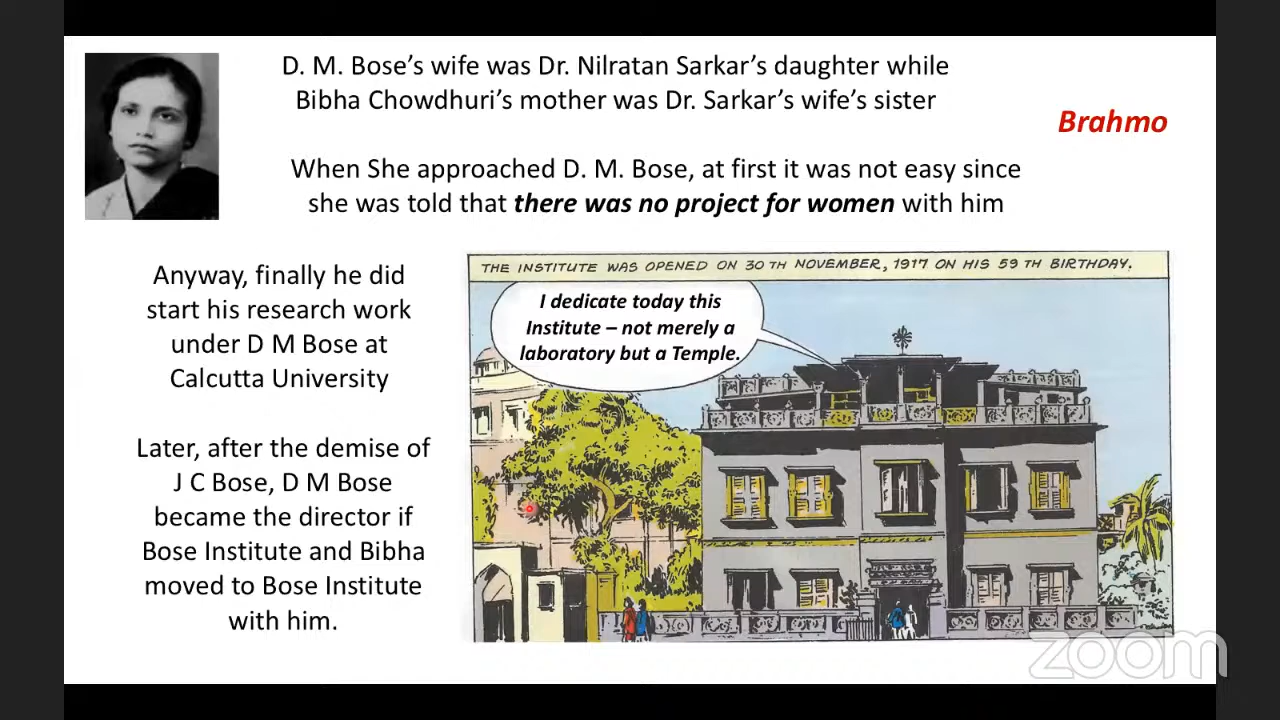 D. M. Bose’s wife was Dr. Nilratan Sarkar’s daughter while
Bibha Chowdhuri’s mother was Dr. Sarkar’s wife’s sister
Brahmo
When She approached D. M. Bose, at first it was not easy since
she was told that there was no project for women with him
Anyway, finally he did
start his research work
under D M Bose at
Calcutta University
Later, after the demise of
J C Bose, D M Bose
became the director if
Bose Institute and Bibha
moved to Bose Institute
with him.
THE INSTITUTE WAS OPENED ON 30 TH NOVEMBER, 1917 ON HIS 59 TH BIRTHDAY.
I dedicate today this
Institute – not merely a
laboratory but a Temple.
zoom